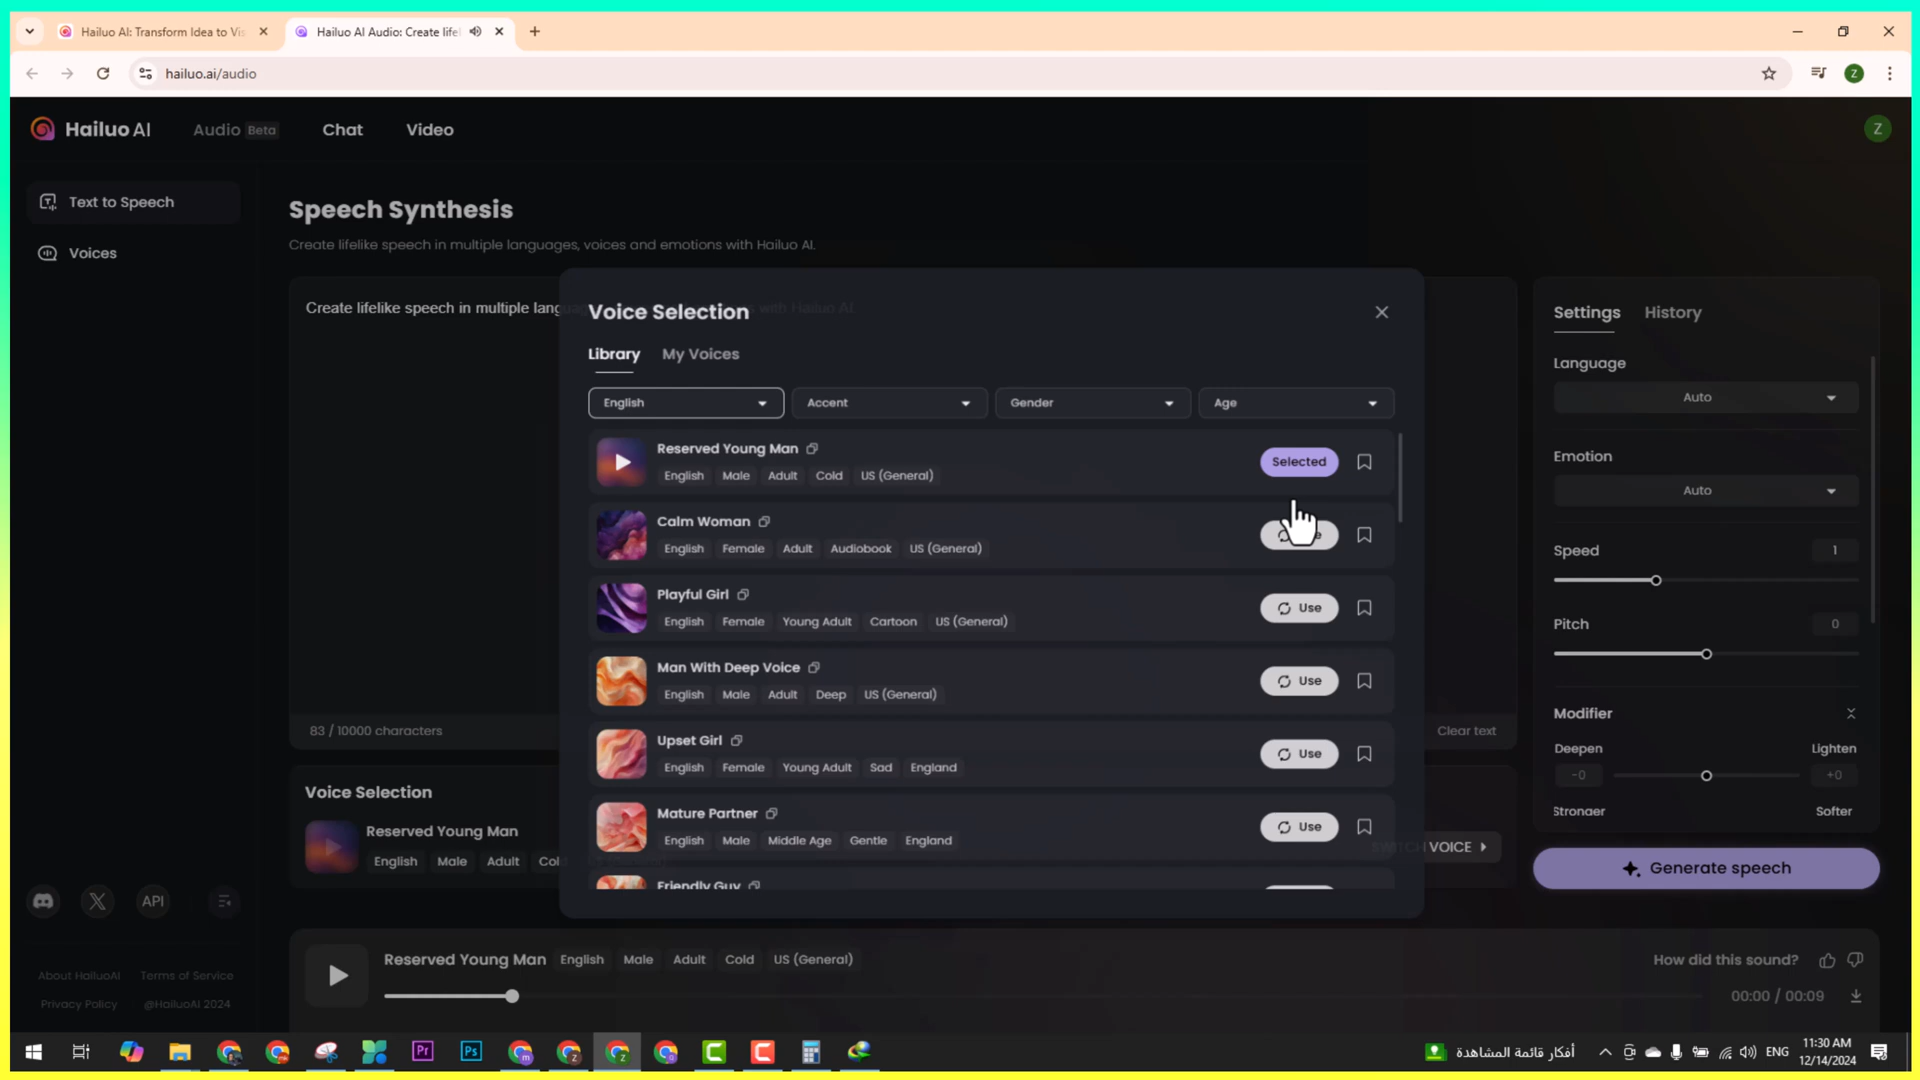 Hailuo AI: Transform Idea to Vis
Hailuo AI Audio: Create lifel
hailuo.ai/audio
Z
Hailuo AI
Audio Beta
Chat
Video
Z
Text to Speech
Voices
Speech Synthesis
Create lifelike speech in multiple languages, voices and emotions with Hailuo AI.
Create lifelike speech in multiple lang
with Hailuo AI.
83 / 10000 characters
Clear text
Voice Selection
Library
My Voices
English
Accent
Gender
Age
Reserved Young Man
English Male Adult Cold US (General)
Selected
Calm Woman
English Female Adult Audiobook US (General)
Playful Girl
English Female Young Adult Cartoon US (General)
Use
Man With Deep Voice
English Male Adult Deep US (General)
Use
Upset Girl
English Female Young Adult Sad England
Use
Mature Partner
English Male Middle Age Gentle England
Use
Friendly Guy
Settings
History
Language
Auto
Emotion
Auto
Speed
1
Pitch
0
Modifier
Deepen
Lighten
-0
+0
Stronger
Softer
Generate speech
Voice Selection
Reserved Young Man
English Male Adult Col
VOICE
API
About HailuoAI
Terms of Service
Privacy Policy
@HailuoAI 2024
Reserved Young Man English Male Adult Cold US (General)
How did this sound?
00:00 / 00:09
Pr
Ps
أفكار قائمة المشاهدة
ENG
11:30 AM
12/14/2024